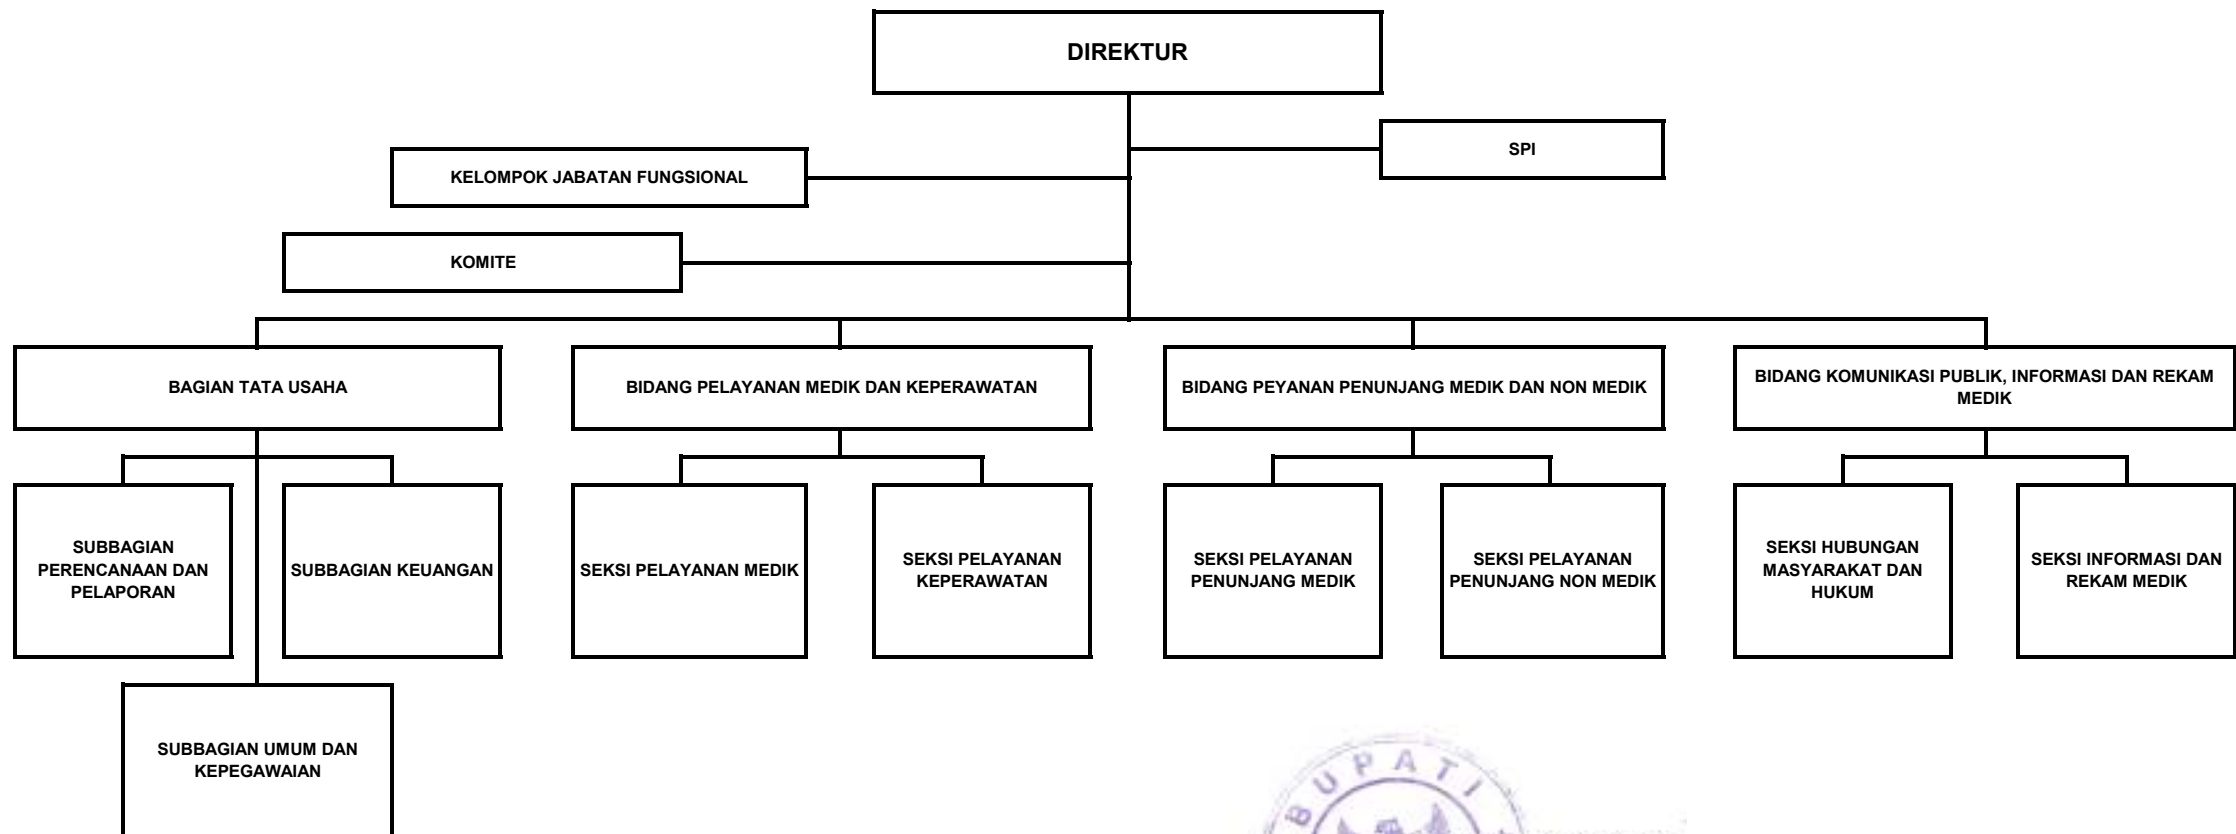 DIREKTUR
SPI
KELOMPOK JABATAN FUNGSIONAL
KOMITE
BAGIAN TATA USAHA
BIDANG PELAYANAN MEDIK DAN KEPERAWATAN
BIDANG PEYANAN PENUNJANG MEDIK DAN NON MEDIK
BIDANG KOMUNIKASI PUBLIK, INFORMASI DAN REKAM
MEDIK
SUBBAGIAN
PERENCANAAN DAN
PELAPORAN
SUBBAGIAN KEUANGAN
SEKSI PELAYANAN MEDIK
SEKSI PELAYANAN
KEPERAWATAN
SEKSI PELAYANAN
PENUNJANG MEDIK
SEKSI PELAYANAN
PENUNJANG NON MEDIK
SEKSI HUBUNGAN
MASYARAKAT DAN
HUKUM
SEKSI INFORMASI DAN
REKAM MEDIK
SUBBAGIAN UMUM DAN
KEPEGAWAIAN
BUPATI